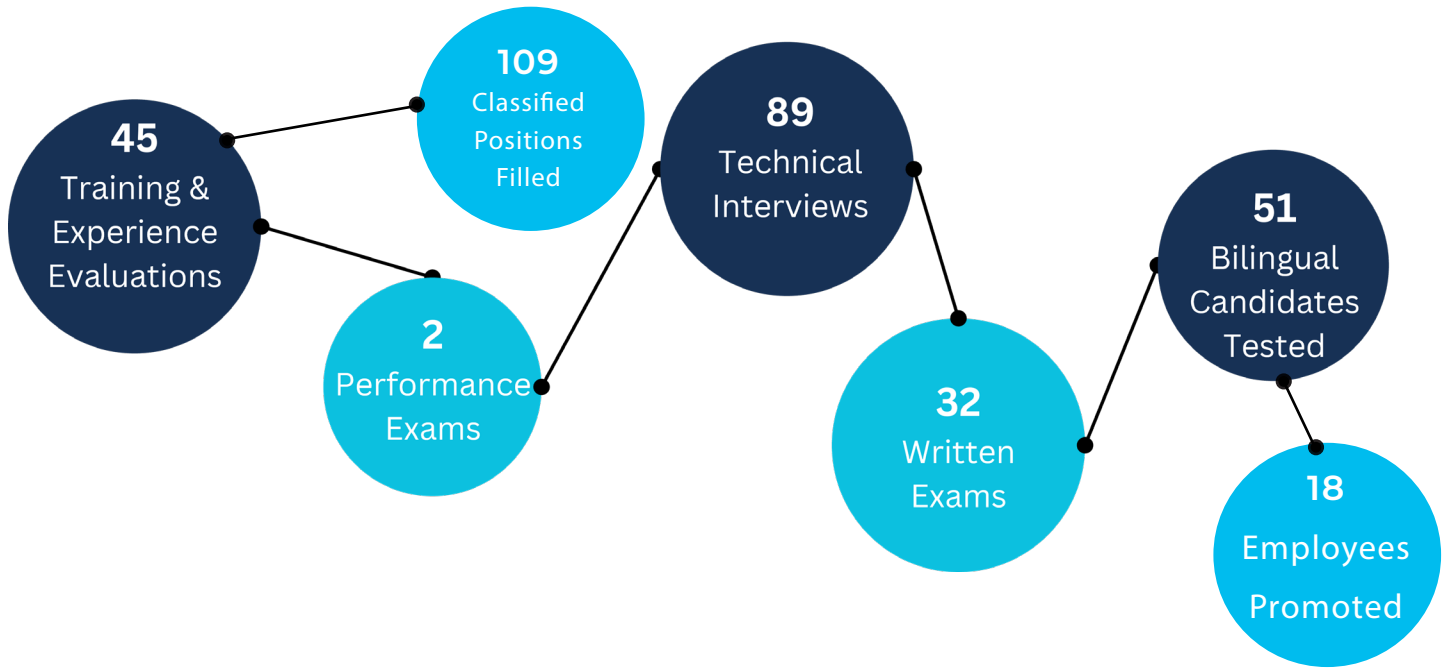 45
Training &
Experience
Evaluations
109
Classified
Positions
Filled
2
Performance
Exams
89
Technical
Interviews
32
Written
Exams
51
Bilingual
Candidates
Tested
18
Employees
Promoted